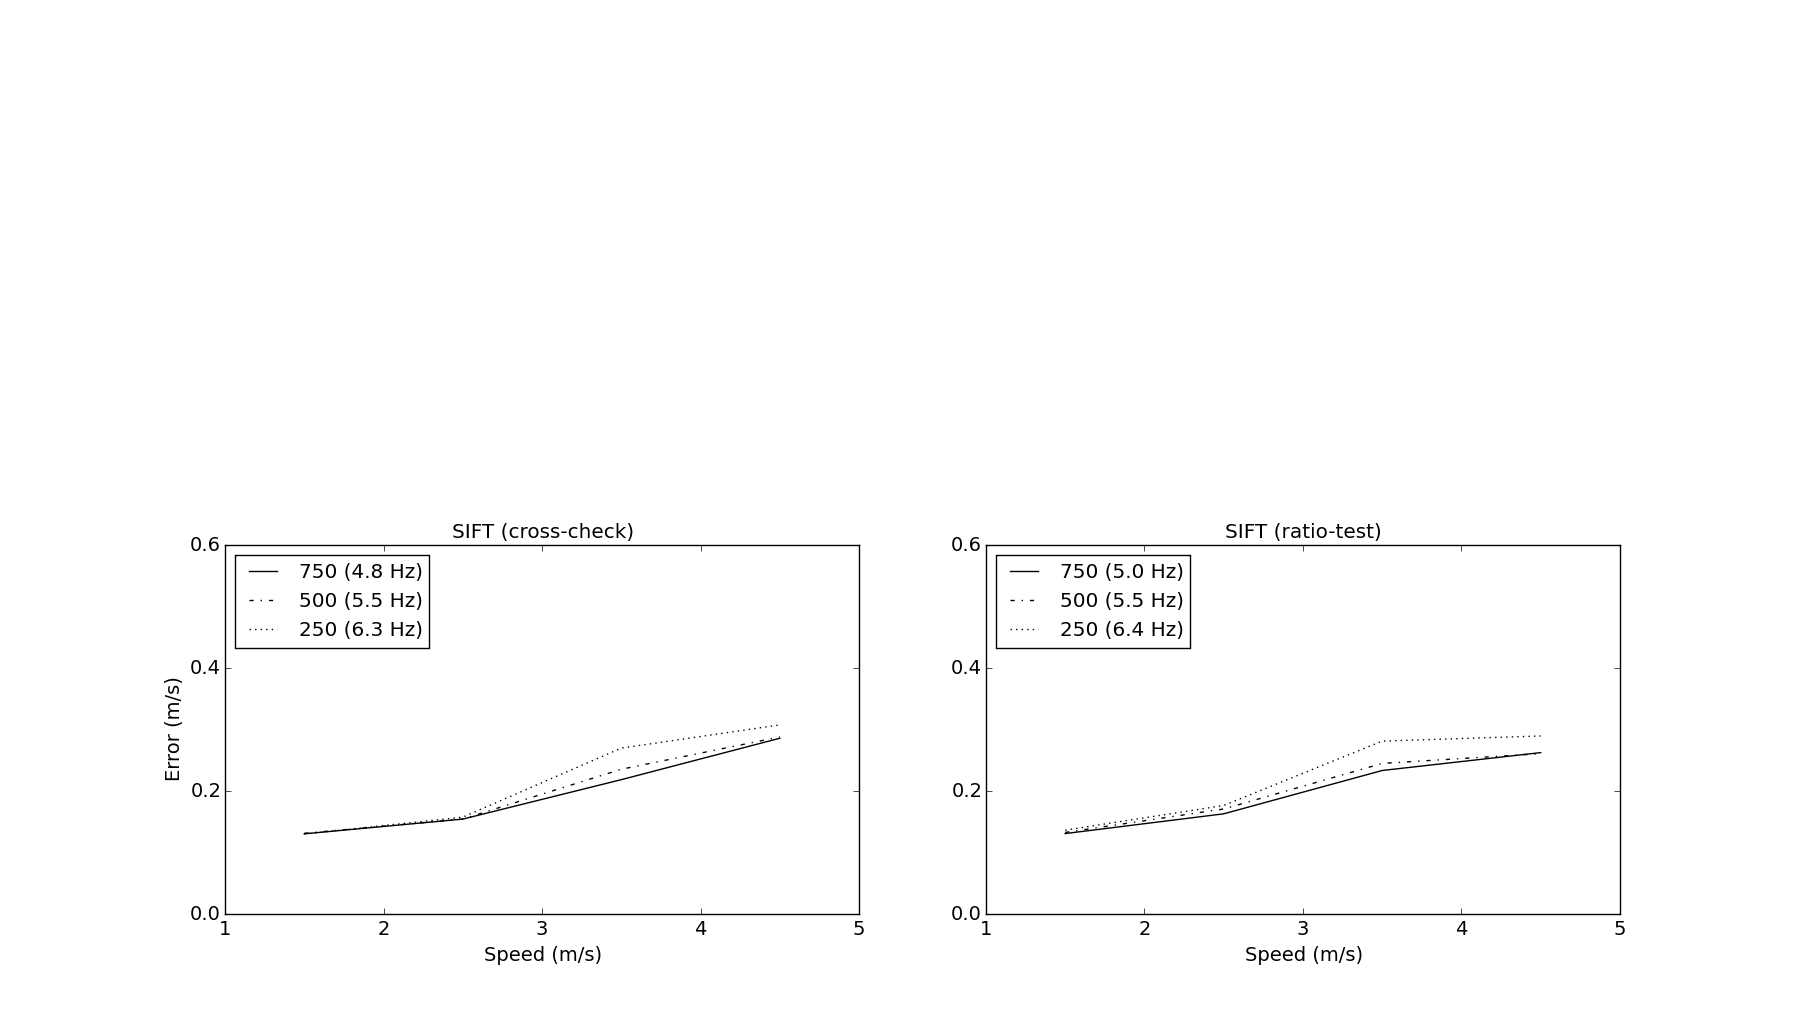 SIFT (cross-check)
0.6
0.4
0.2
0.0
Error (m/s)
750 (4.8 Hz)
500 (5.5 Hz)
250 (6.3 Hz)
1 2 3 4 5
Speed (m/s)
SIFT (ratio-test)
0.6
0.4
0.2
0.0
750 (5.0 Hz)
500 (5.5 Hz)
250 (6.4 Hz)
1 2 3 4 5
Speed (m/s)